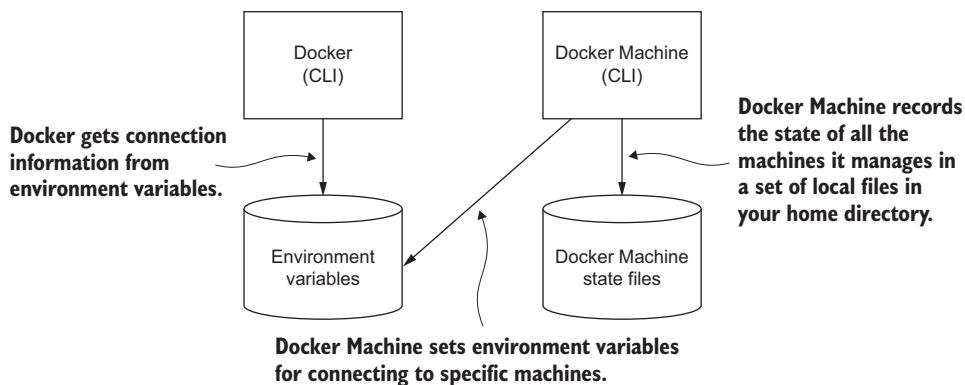 Docker
(CLI)
Docker Machine
(CLI)
Docker gets connection
information from
environment variables.
Docker Machine records
the state of all the
machines it manages in
a set of local files in
your home directory.
Environment
variables
Docker Machine
state files
Docker Machine sets environment variables
for connecting to specific machines.